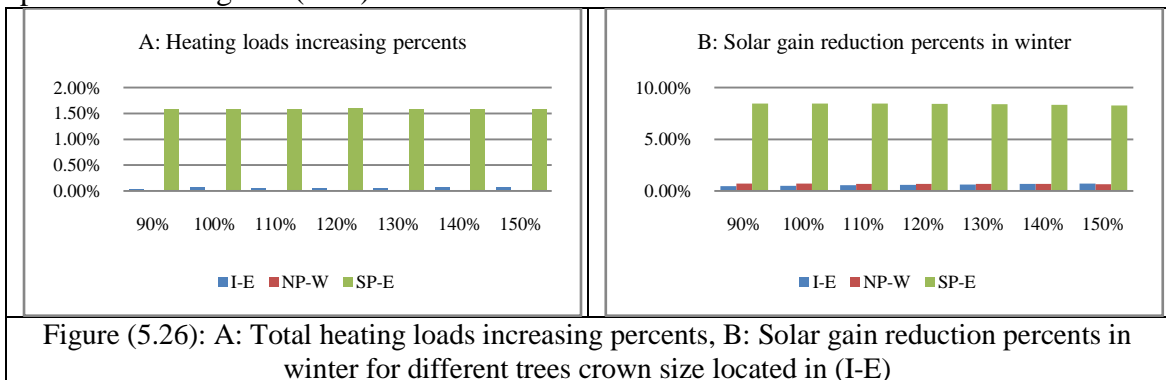 A: Heating loads increasing percents
2.00%
1.50%
1.00%
0.50%
0.00%
90% 100% 110% 120% 130% 140% 150%
I-E NP-W SP-E
B: Solar gain reduction percents in winter
10.00%
5.00%
0.00%
90% 100% 110% 120% 130% 140% 150%
I-E NP-W SP-E
Figure (5.26): A: Total heating loads increasing percents, B: Solar gain reduction percents in
winter for different trees crown size located in (I-E)